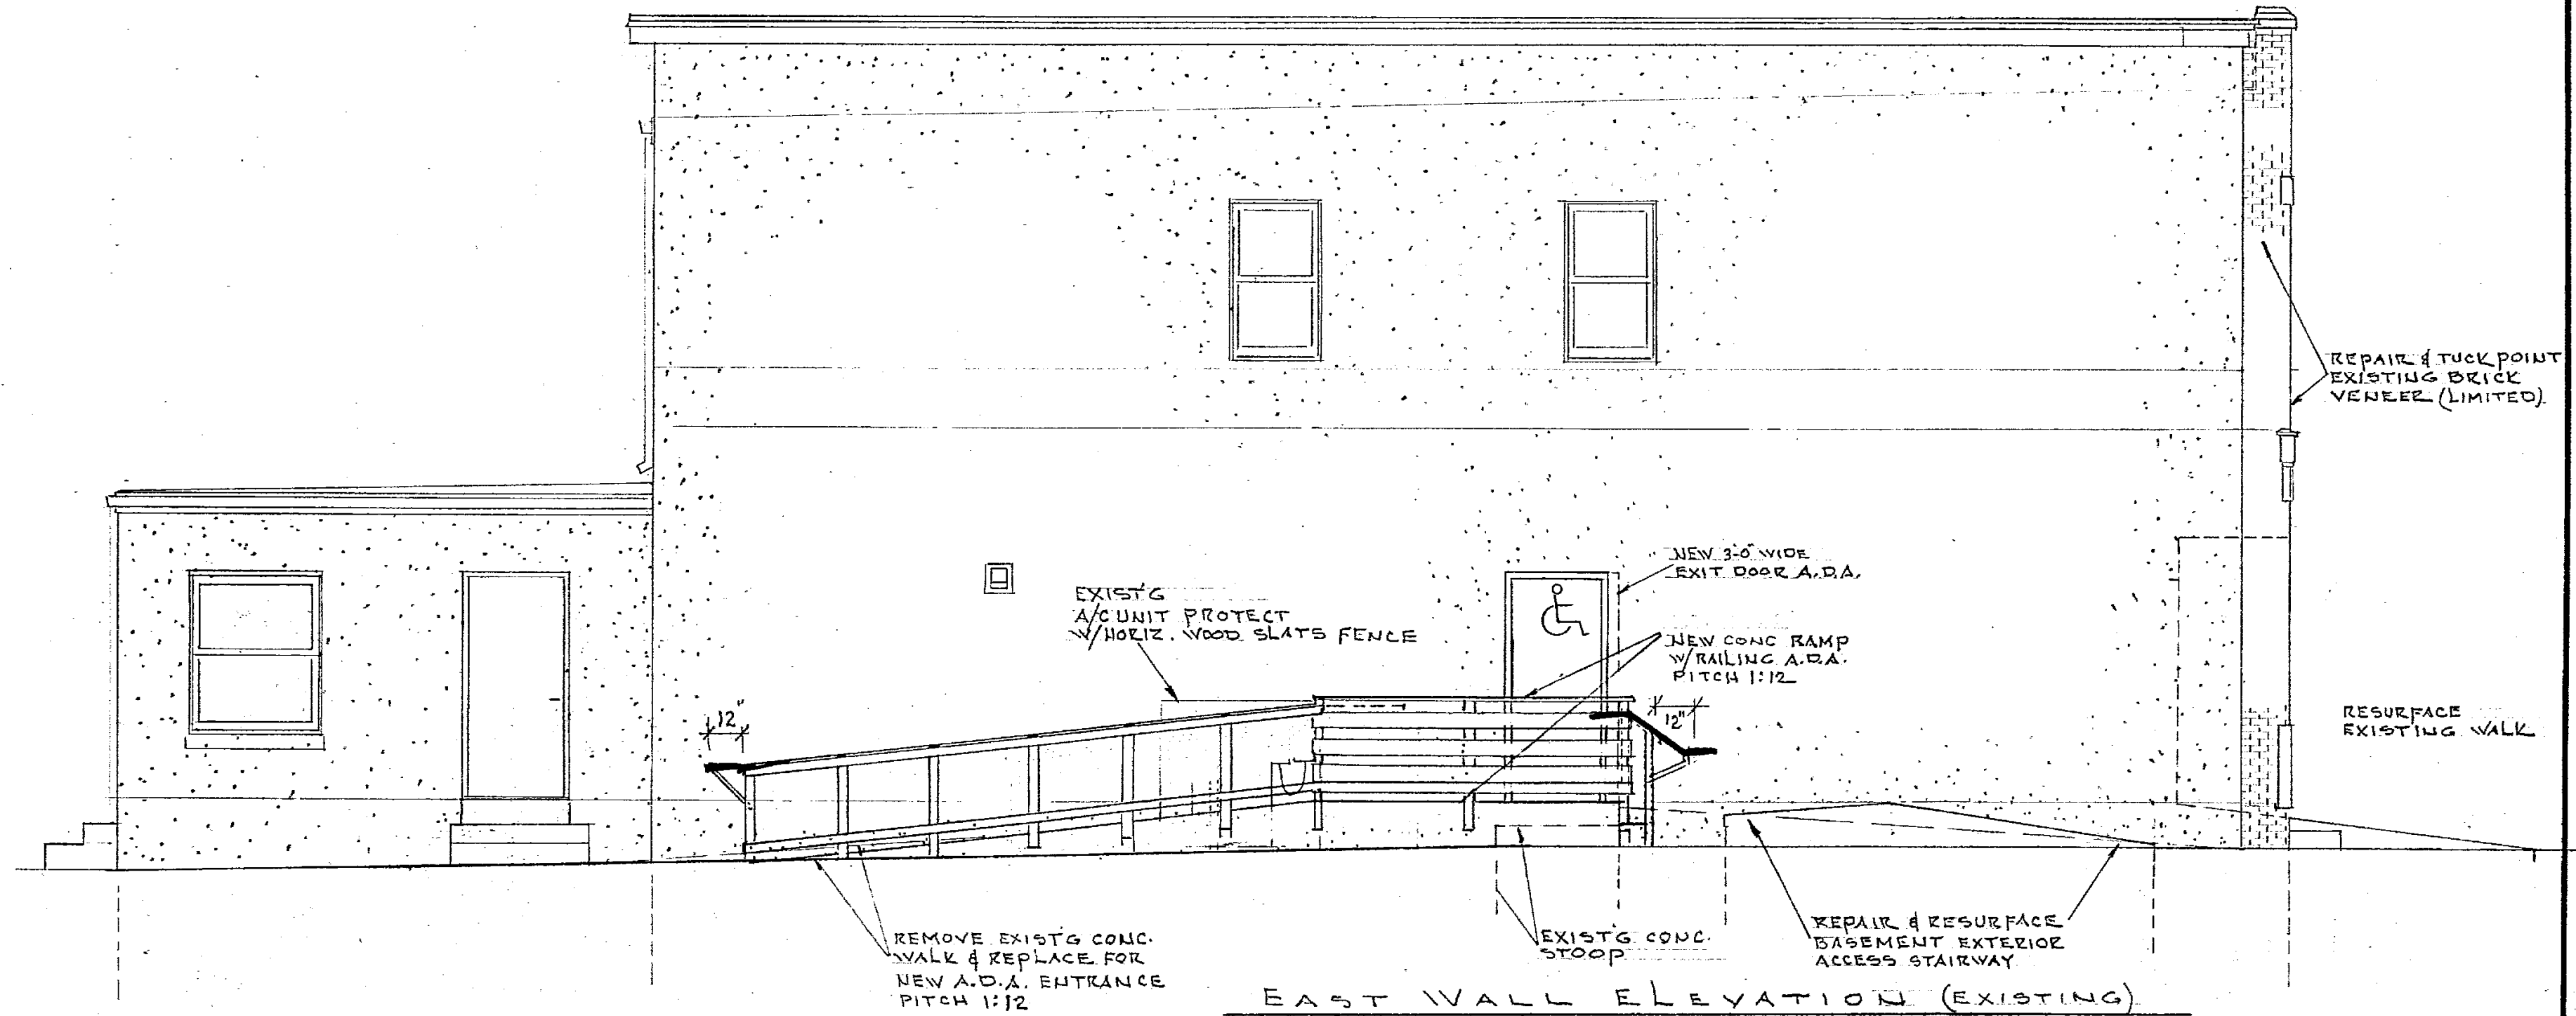 REPAIR & TUCK POINT
EXISTING BRICK
VENEER (LIMITED)
NEW 3'-0" WIDE
EXIT DOOR A.D.A.
EXIST'G
A/C UNIT PROTECT
W/HORIZ. WOOD SLATS FENCE
NEW CONC RAMP
W/RAILING A.D.A.
PITCH 1:12
12"
12"
RESURFACE
EXISTING WALK
REMOVE EXIST'G CONC.
WALK & REPLACE FOR
NEW A.D.A. ENTRANCE
PITCH 1:12
EXIST'G CONC.
STOOP
REPAIR & RESURFACE
BASEMENT EXTERIOR
ACCESS STAIRWAY
EAST WALL ELEVATION (EXISTING)